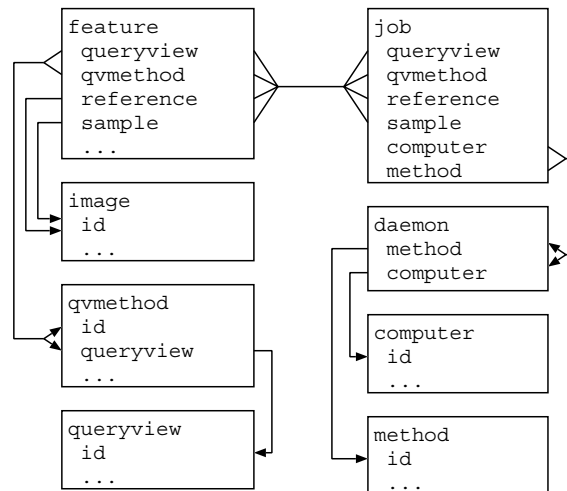 feature
queryview
qvmethod
reference
sample
...
image
id
...
qvmethod
id
queryview
...
queryview
id
...
job
queryview
qvmethod
reference
sample
computer
method
daemon
method
computer
computer
id
...
method
id
...